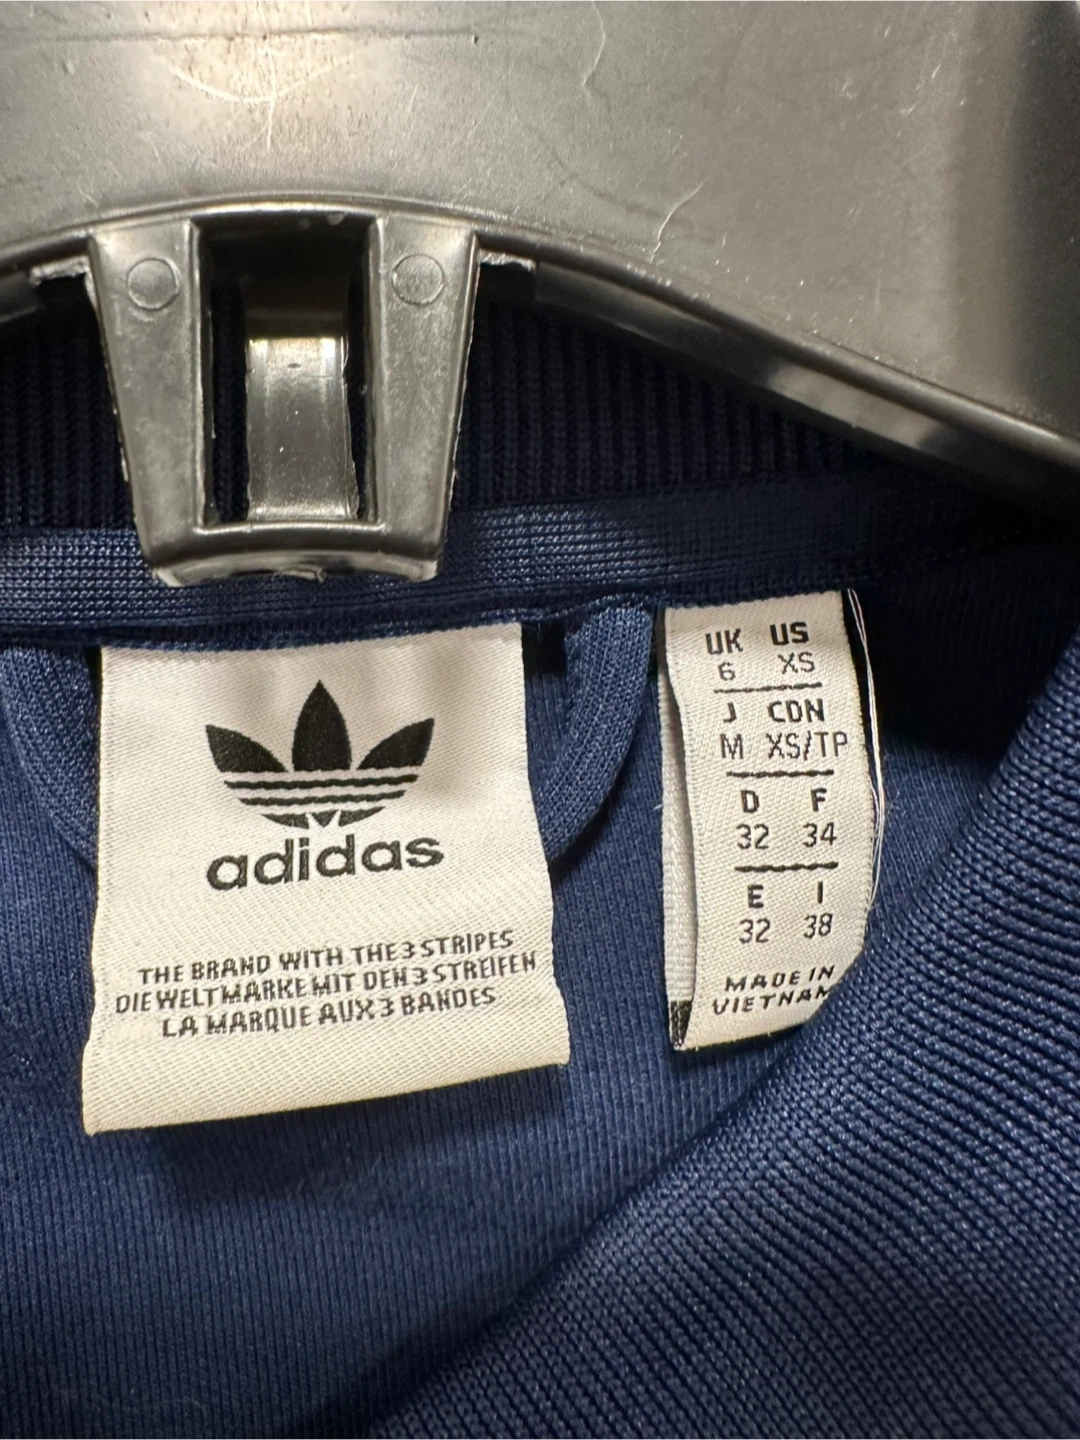 adidas
THE BRAND WITH THE 3 STRIPES
DIE WELTMARKE MIT DEN 3 STREIFEN
LA MARQUE AUX 3 BANDES
UK US
6 XS
J CDN
M XS/TP
D F
32 34
E I
32 38
MADE IN
VIETNAM